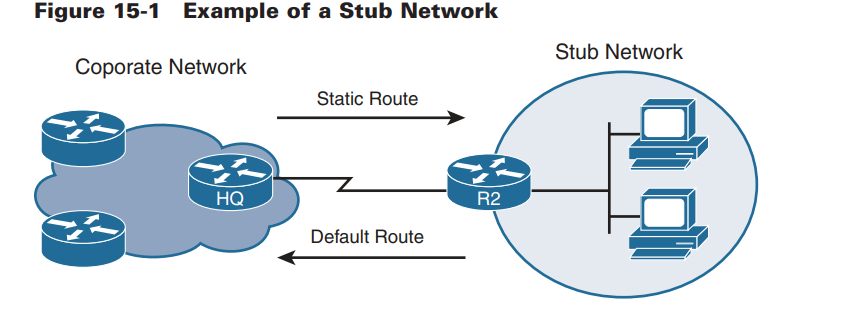 Figure 15-1 Example of a Stub Network
Stub Network
Coporate Network
Static Route
HQ
R2
Default Route